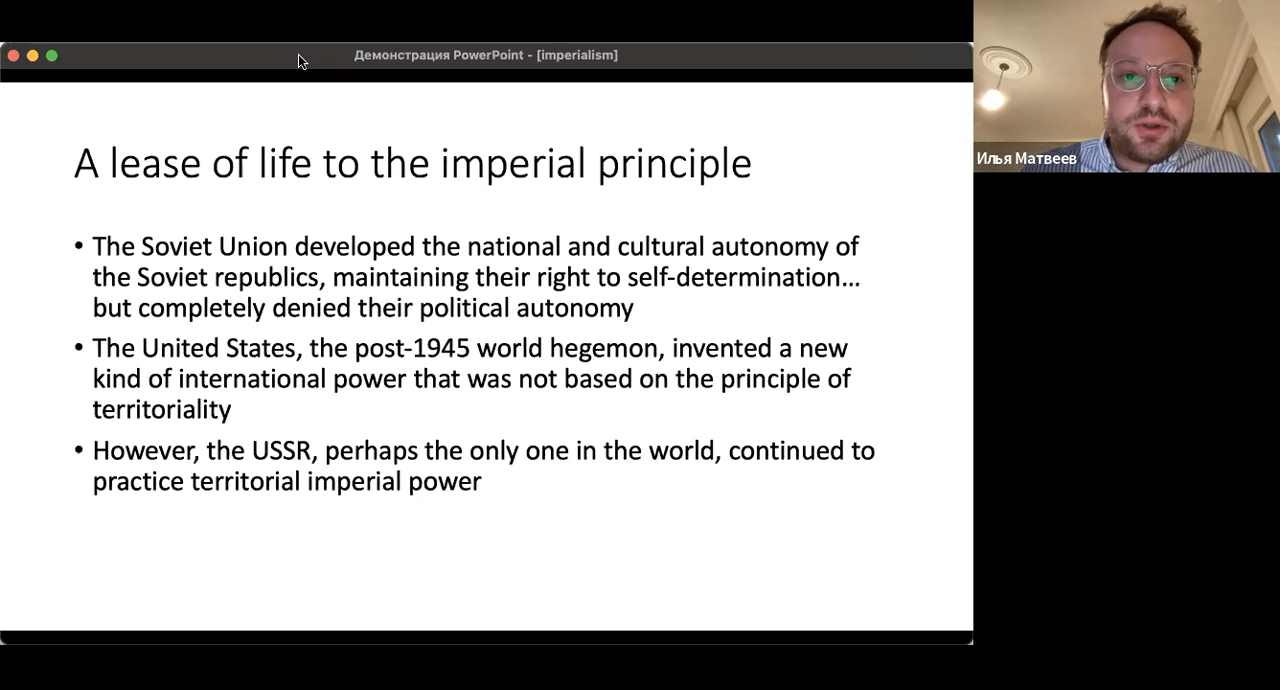 Демонстрация PowerPoint - [imperialism]
A lease of life to the imperial principle
• The Soviet Union developed the national and cultural autonomy of
the Soviet republics, maintaining their right to self-determination...
but completely denied their political autonomy
• The United States, the post-1945 world hegemon, invented a new
kind of international power that was not based on the principle of
territoriality
• However, the USSR, perhaps the only one in the world, continued to
practice territorial imperial power
Илья Матвеев